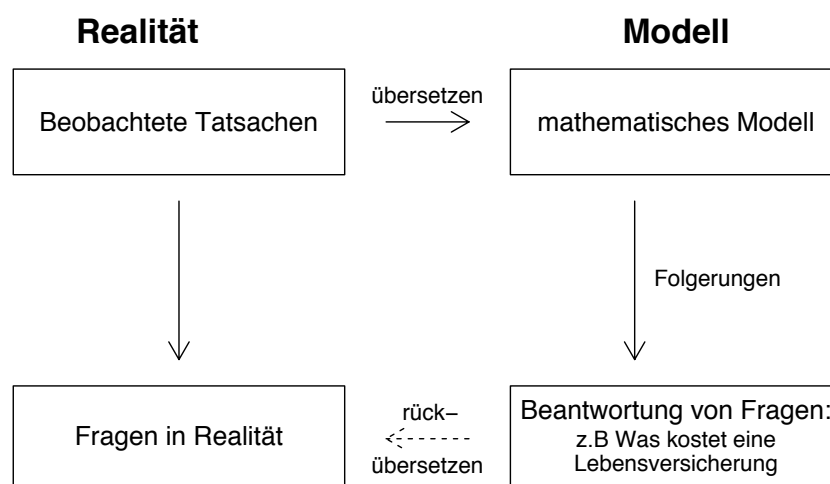 Realität
Modell
Beobachtete Tatsachen
übersetzen
mathematisches Modell
Folgerungen
Fragen in Realität
rück–
übersetzen
Beantwortung von Fragen:
z.B Was kostet eine
Lebensversicherung